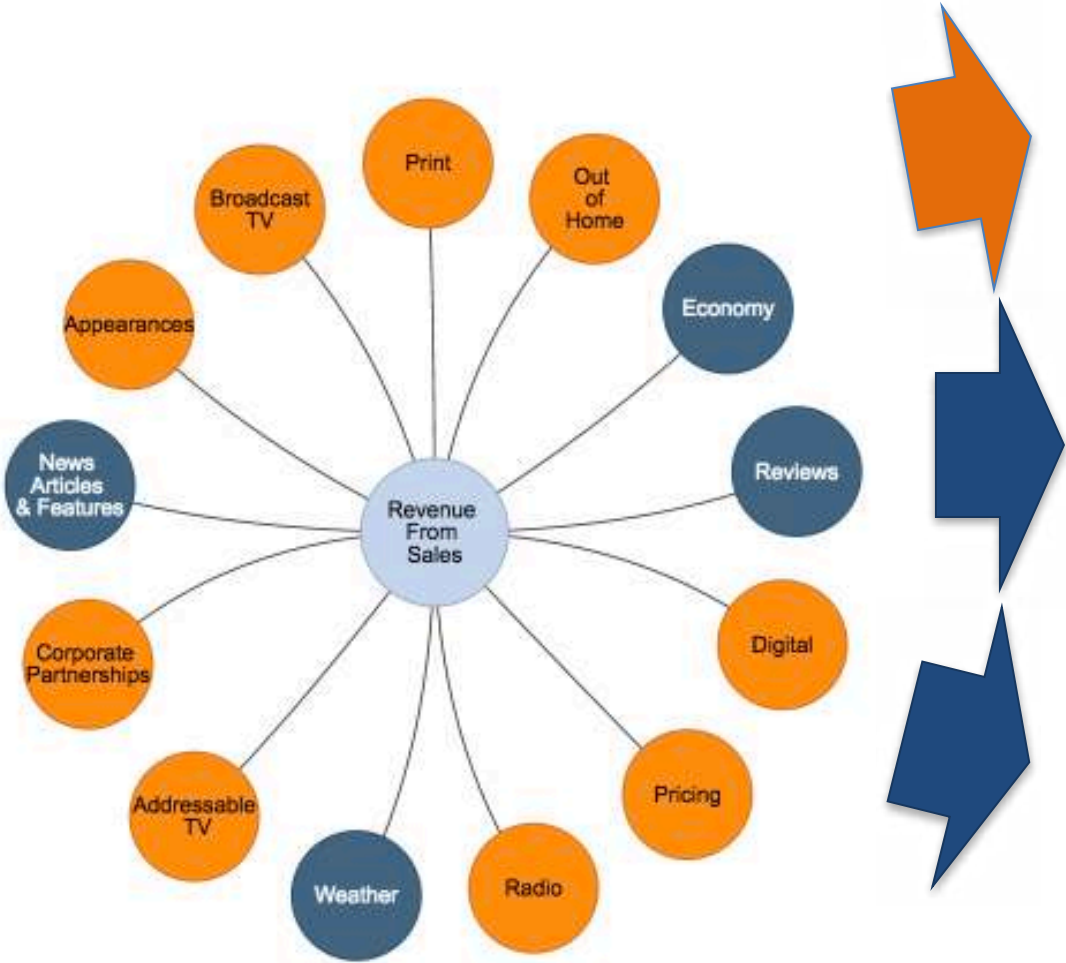 Print
Out
of
Home
Broadcast
TV
Economy
Appearances
News
Articles
& Features
Reviews
Revenue
From
Sales
Digital
Corporate
Partnerships
Pricing
Addressable
TV
Weather
Radio